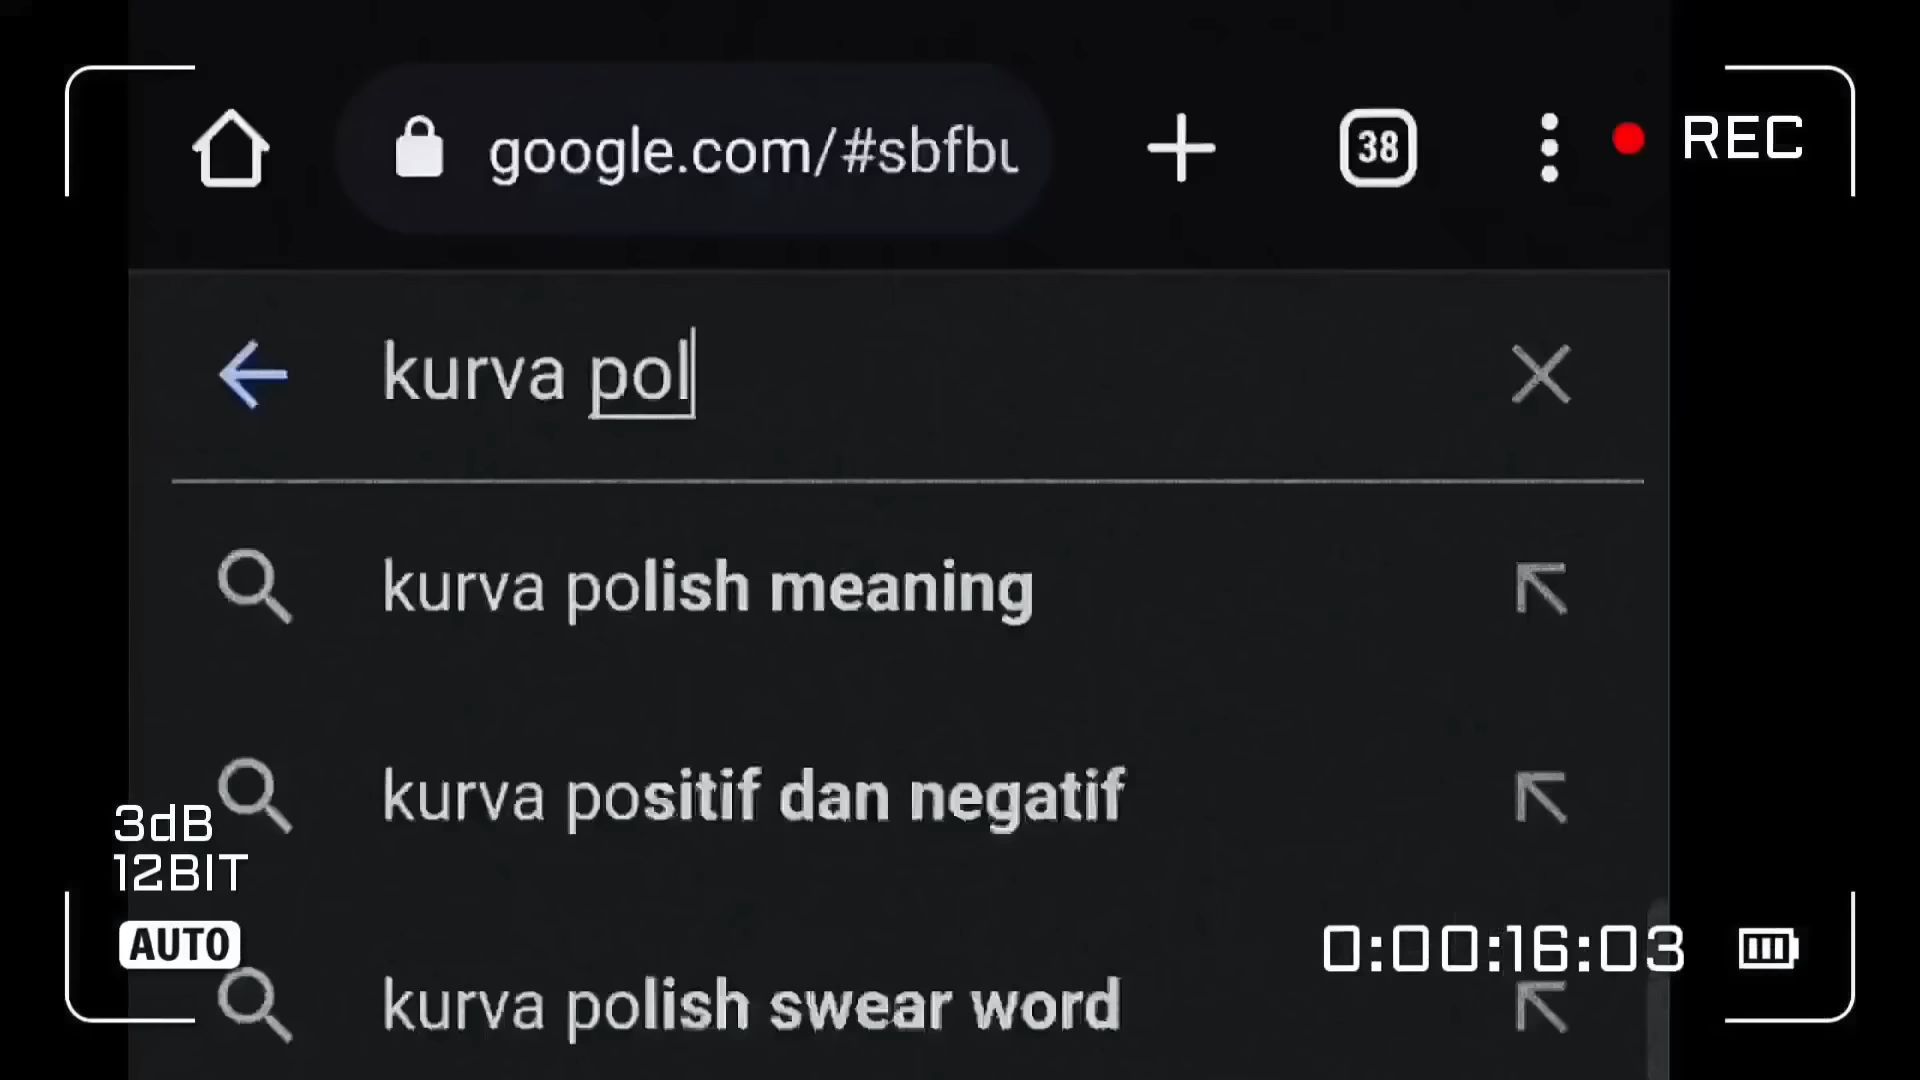 google.com/#sbfbu
38
REC
kurva pol
kurva polish meaning
kurva positif dan negatif
3dB
12BIT
AUTO
0:00:16:03
kurva polish swear word